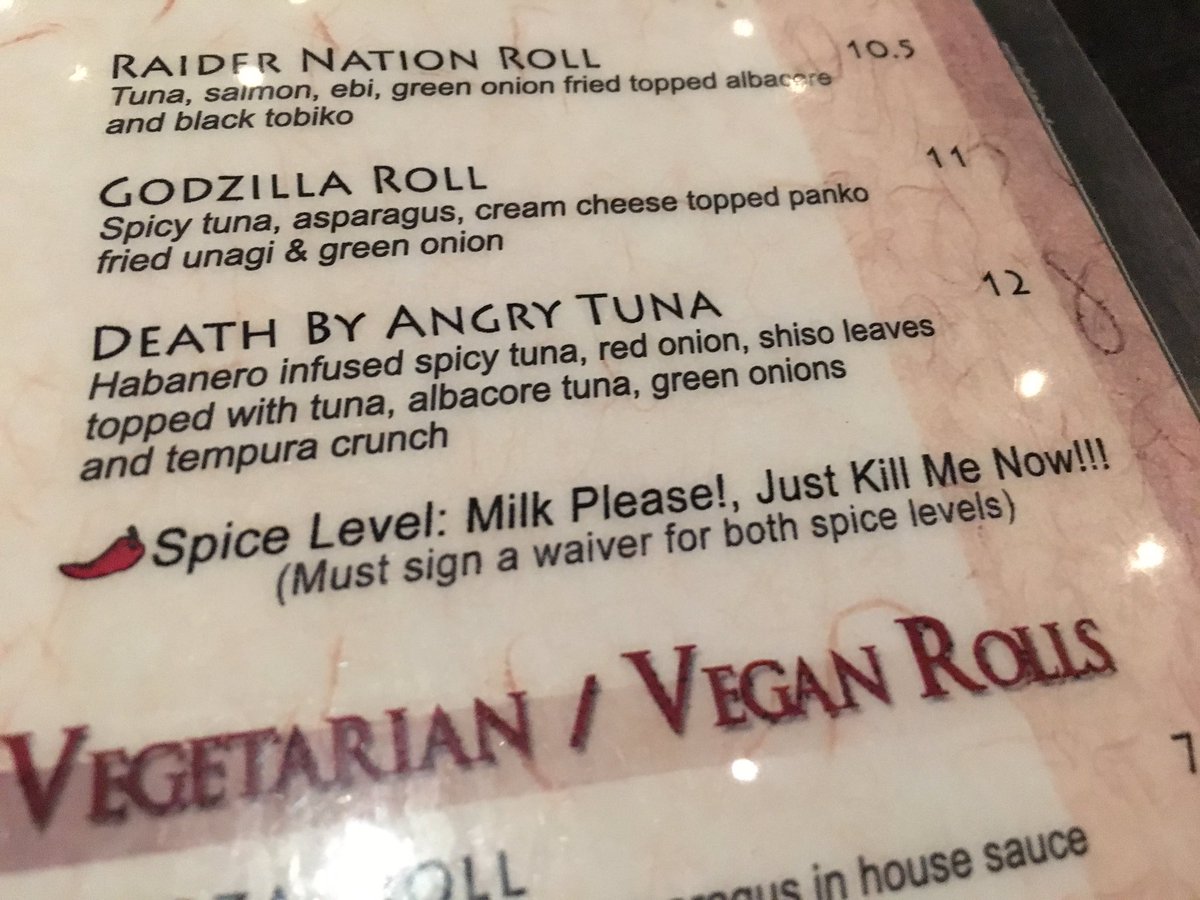 RAIDER NATION ROLL 10.5
Tuna, salmon, ebi, green onion fried topped albacore
and black tobiko
GODZILLA ROLL 11
Spicy tuna, asparagus, cream cheese topped panko
fried unagi & green onion
DEATH BY ANGRY TUNA 12
Habanero infused spicy tuna, red onion, shiso leaves
topped with tuna, albacore tuna, green onions
and tempura crunch
Spice Level: Milk Please!, Just Kill Me Now!!!
(Must sign a waiver for both spice levels)
VEGETARIAN / VEGAN ROLLS
7
in house sauce